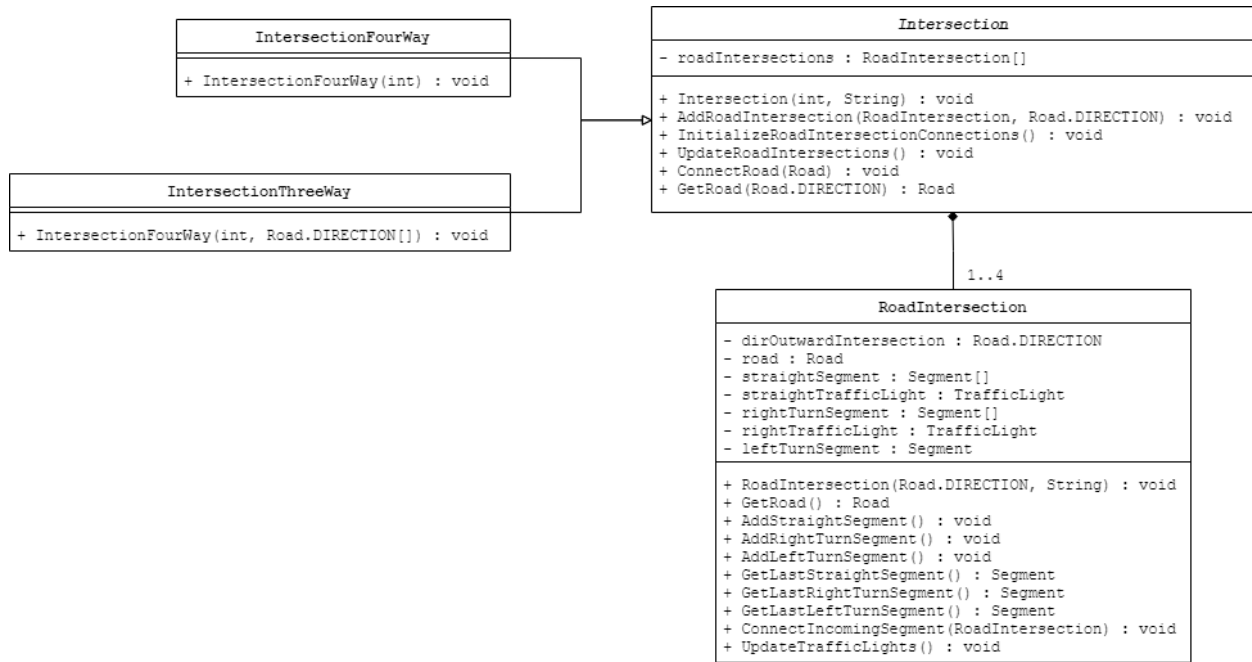 IntersectionFourWay
+ IntersectionFourWay(int) : void
IntersectionThreeWay
+ IntersectionFourWay(int, Road.DIRECTION[]) : void
Intersection
- roadIntersections : RoadIntersection[]
+ Intersection(int, String) : void
+ AddRoadIntersection(RoadIntersection, Road.DIRECTION) : void
+ InitializeRoadIntersectionConnections() : void
+ UpdateRoadIntersections() : void
+ ConnectRoad(Road) : void
+ GetRoad(Road.DIRECTION) : Road
1..4
RoadIntersection
- dirOutwardIntersection : Road.DIRECTION
- road : Road
- straightSegment : Segment[]
- straightTrafficLight : TrafficLight
- rightTurnSegment : Segment[]
- rightTrafficLight : TrafficLight
- leftTurnSegment : Segment
+ RoadIntersection(Road.DIRECTION, String) : void
+ GetRoad() : Road
+ AddStraightSegment() : void
+ AddRightTurnSegment() : void
+ AddLeftTurnSegment() : void
+ GetLastStraightSegment() : Segment
+ GetLastRightTurnSegment() : Segment
+ GetLastLeftTurnSegment() : Segment
+ ConnectIncomingSegment(RoadIntersection) : void
+ UpdateTrafficLights() : void